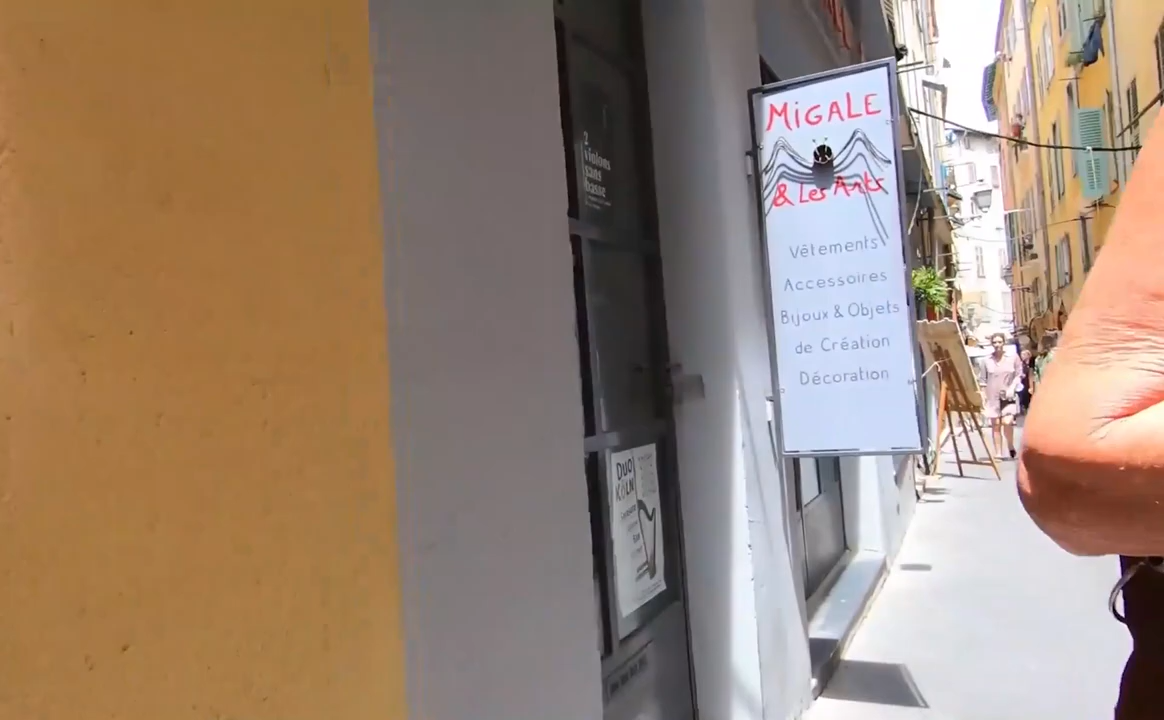 2
violons
sans
basse
MiGALE
& Les Arts
Vêtements
Accessoires
Bijoux & Objets
de Création
Décoration
DUO
KÖLN